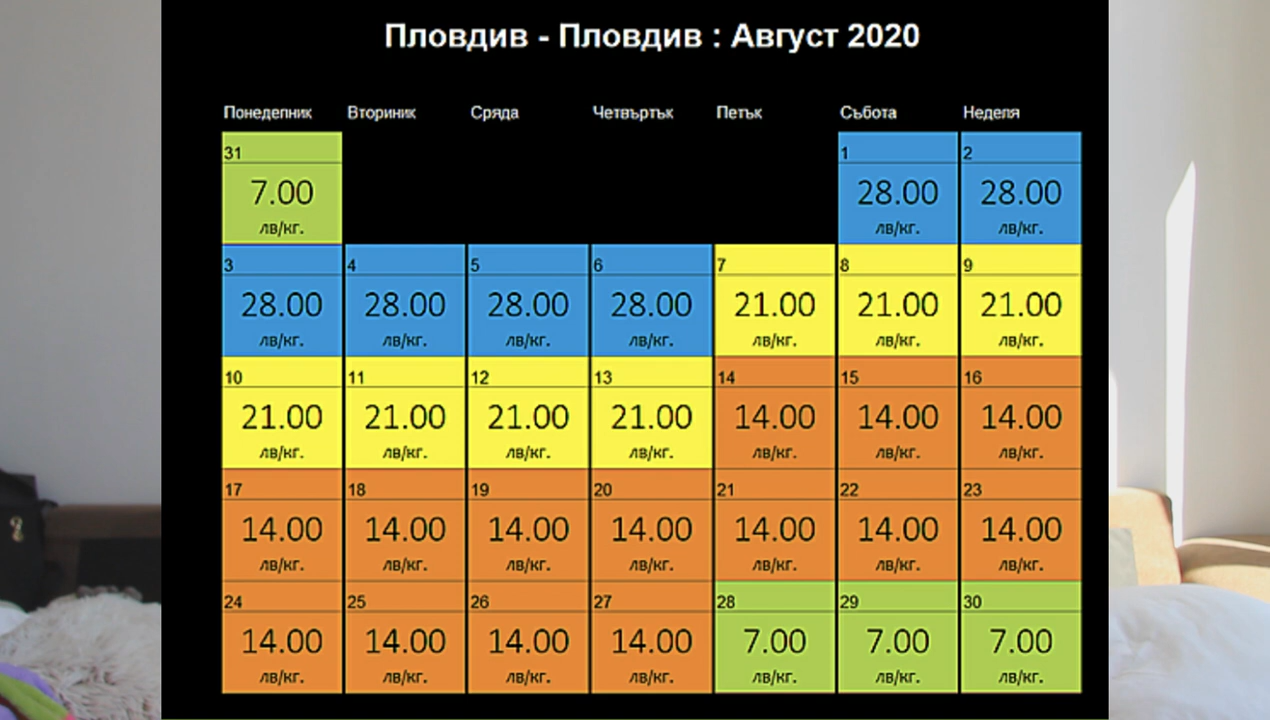 Пловдив - Пловдив : Август 2020
Понеделник Вториник Сряда Четвъртък Петък Събота Неделя
31 1 2
7.00 28.00 28.00
лв/кг. лв/кг. лв/кг.
3 4 5 6 7 8 9
28.00 28.00 28.00 28.00 21.00 21.00 21.00
лв/кг. лв/кг. лв/кг. лв/кг. лв/кг. лв/кг. лв/кг.
10 11 12 13 14 15 16
21.00 21.00 21.00 21.00 14.00 14.00 14.00
лв/кг. лв/кг. лв/кг. лв/кг. лв/кг. лв/кг. лв/кг.
17 18 19 20 21 22 23
14.00 14.00 14.00 14.00 14.00 14.00 14.00
лв/кг. лв/кг. лв/кг. лв/кг. лв/кг. лв/кг. лв/кг.
24 25 26 27 28 29 30
14.00 14.00 14.00 14.00 7.00 7.00 7.00
лв/кг. лв/кг. лв/кг. лв/кг. лв/кг. лв/кг. лв/кг.